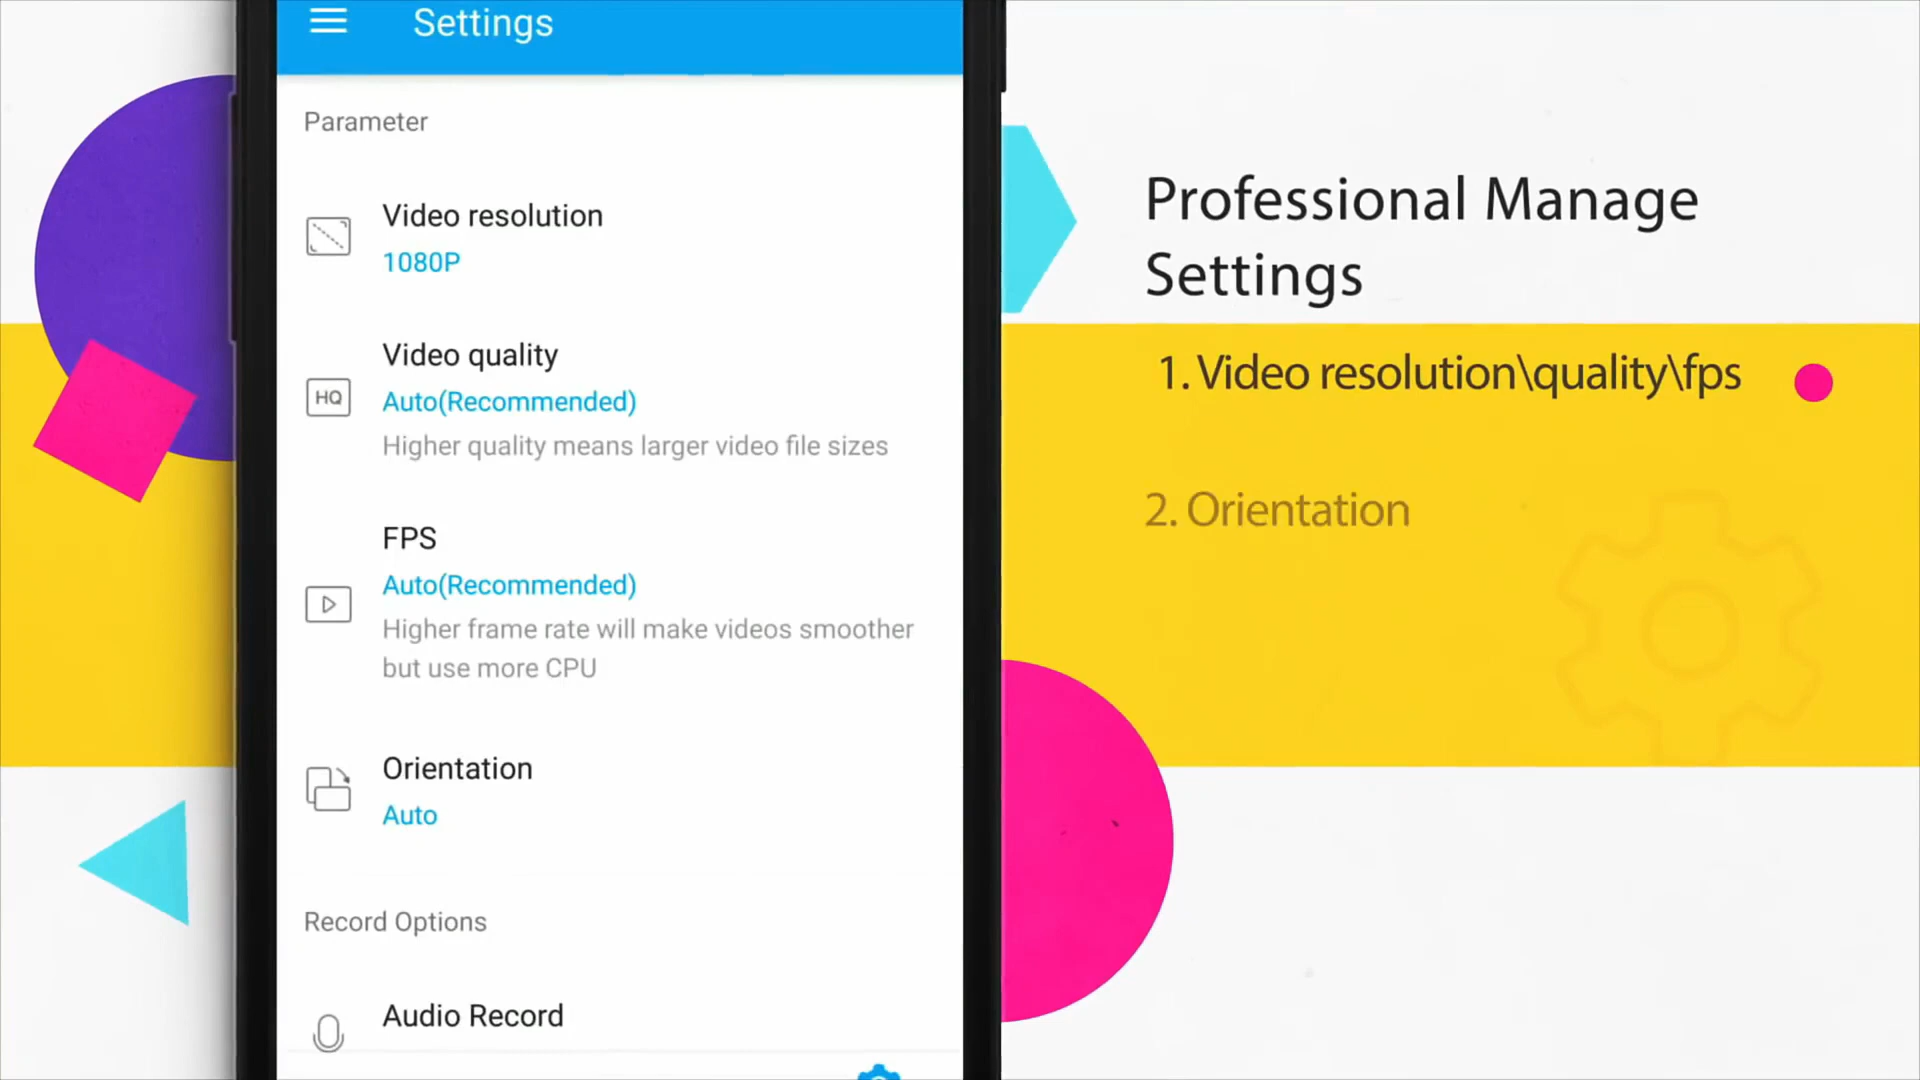 Settings
Parameter
Video resolution
1080P
Video quality
HQ
Auto(Recommended)
Higher quality means larger video file sizes
FPS
Auto(Recommended)
Higher frame rate will make videos smoother
but use more CPU
Orientation
Auto
Record Options
Audio Record
Professional Manage
Settings
1. Video resolution\quality\fps
2. Orientation